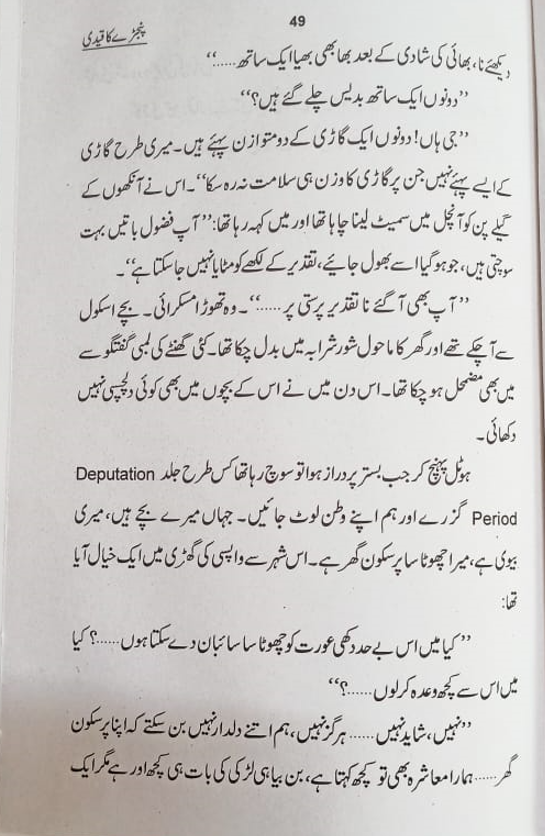 49
پنجڑے کا قیدی
دیکھئے نا، بھائی کی شادی کے بعد بھابھی بھیا ایک ساتھ.....“
”دونوں ایک ساتھ بدیس چلے گئے ہیں؟“
”جی ہاں! دونوں ایک گاڑی کے دو متوازن پہئے ہیں۔ میری طرح گاڑی
کے ایسے پہئے نہیں جن پر گاڑی کا وزن ہی سلامت نہ رہ سکا“۔ اس نے آنکھوں کے
گیلے پن کو آنچل میں سمیٹ لینا چاہا تھا اور میں کہہ رہا تھا: ”آپ فضول باتیں بہت
سوچتی ہیں، جو ہو گیا اسے بھول جائیے، تقدیر کے لکھے کو مٹایا نہیں جا سکتا ہے“۔
”آپ بھی آ گئے نا تقدیر پرستی پر.....“۔ وہ تھوڑا مسکرائی۔ بچے اسکول
سے آ چکے تھے اور گھر کا ماحول شور شرابہ میں بدل چکا تھا۔ کئی گھنٹے کی لمبی گفتگو سے
میں بھی مضمحل ہو چکا تھا۔ اس دن میں نے اس کے بچوں میں بھی کوئی دلچسپی نہیں
دکھائی۔
ہوٹل پہنچ کر جب بستر پر دراز ہوا تو سوچ رہا تھا کس طرح جلد Deputation
Period گزرے اور ہم اپنے وطن لوٹ جائیں۔ جہاں میرے بچے ہیں، میری
بیوی ہے، میرا چھوٹا سا پرسکون گھر ہے۔ اس شہر سے واپسی کی گھڑی میں ایک خیال آیا
تھا:
”کیا میں اس بے حد دکھی عورت کو چھوٹا سا سائبان دے سکتا ہوں.....؟ کیا
میں اس سے کچھ وعدہ کر لوں.....؟“
”نہیں، شاید نہیں...... ہرگز نہیں، ہم اتنے دلدار نہیں بن سکتے کہ اپنا پرسکون
گھر...... ہمارا معاشرہ بھی تو کچھ کہتا ہے، بن بیاہی لڑکی کی بات ہی کچھ اور ہے مگر ایک